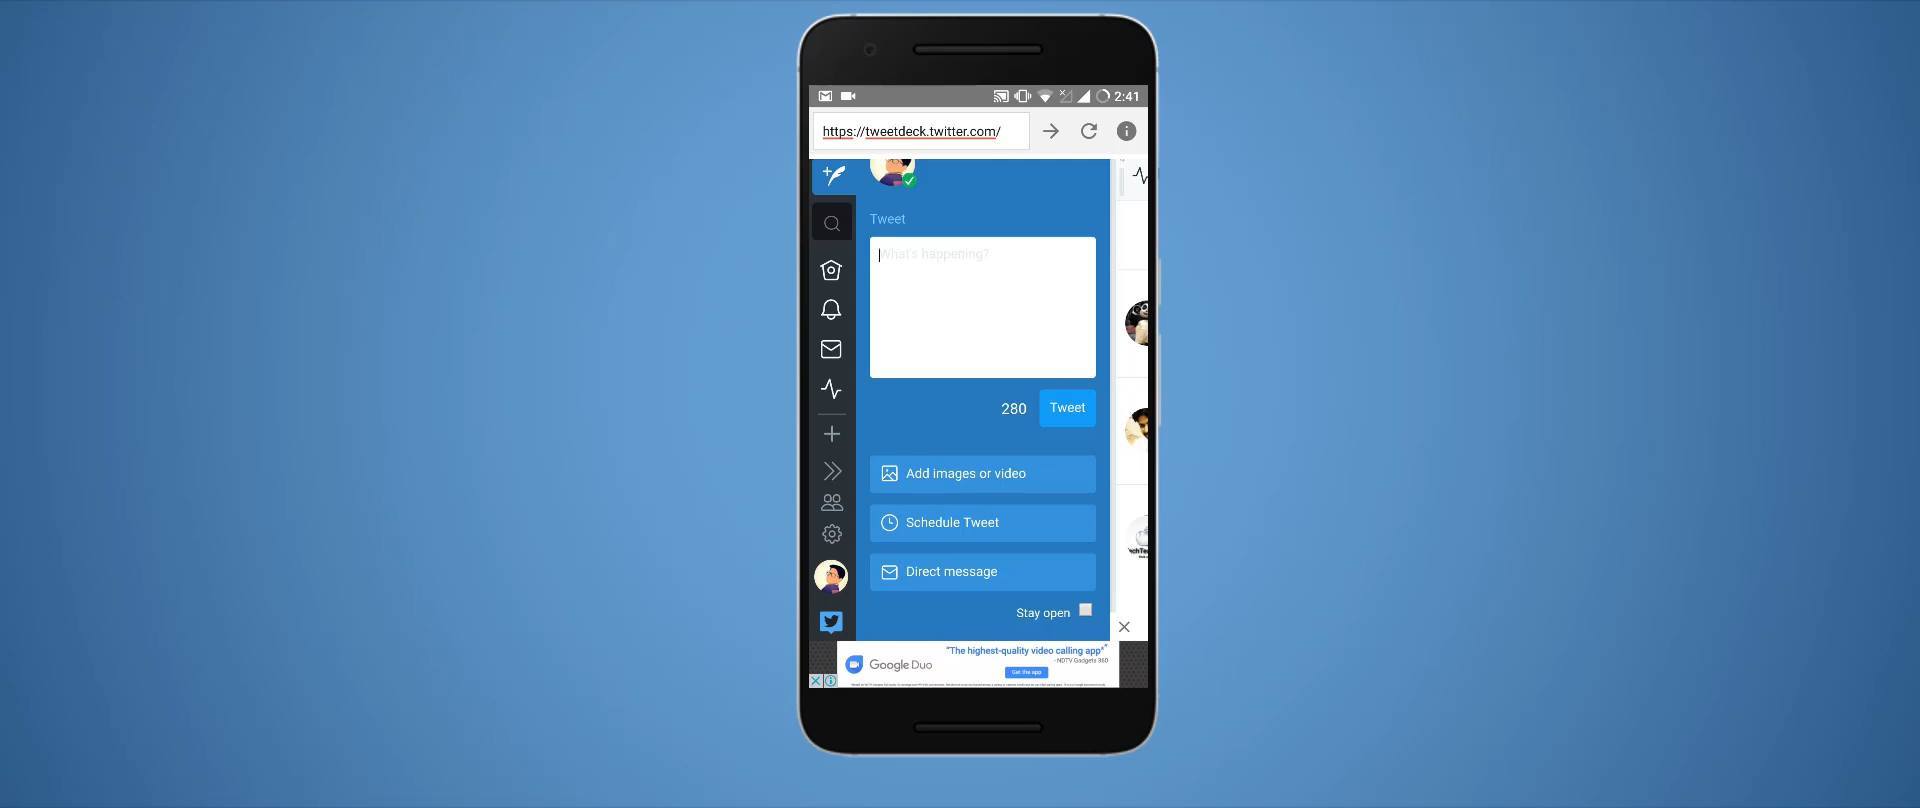 2:41
https://tweetdeck.twitter.com/
Tweet
What's happening?
280
Tweet
Add images or video
Schedule Tweet
Direct message
Stay open
"The highest-quality video calling app*"
-NDTV Gadgets 360
Google Duo
Get the app